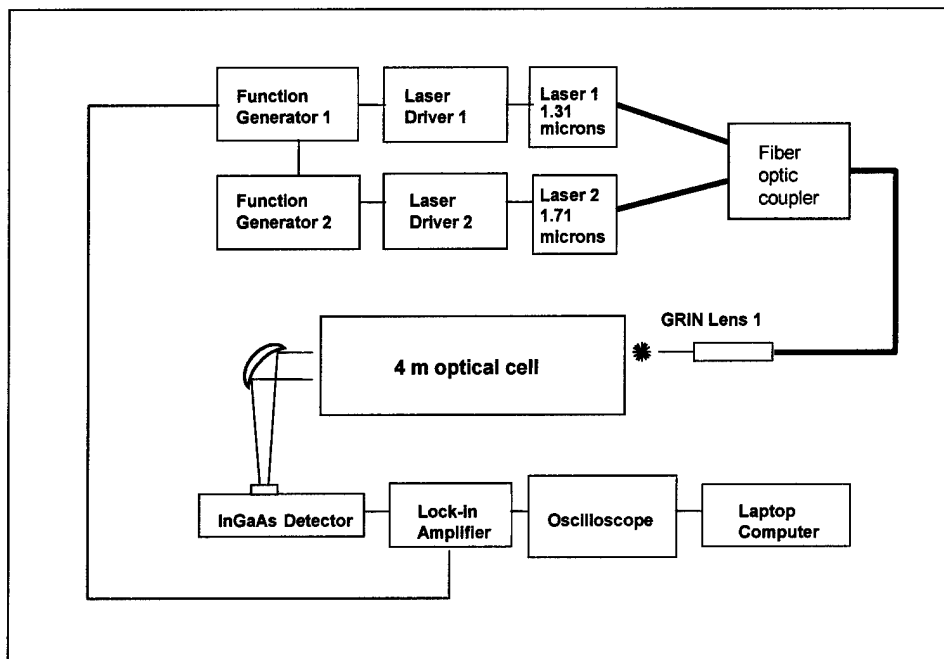 Function
Generator 1
Laser
Driver 1
Laser 1
1.31
microns
Fiber
optic
coupler
Function
Generator 2
Laser
Driver 2
Laser 2
1.71
microns
GRIN Lens 1
4 m optical cell
InGaAs Detector
Lock-in
Amplifier
Oscilloscope
Laptop
Computer